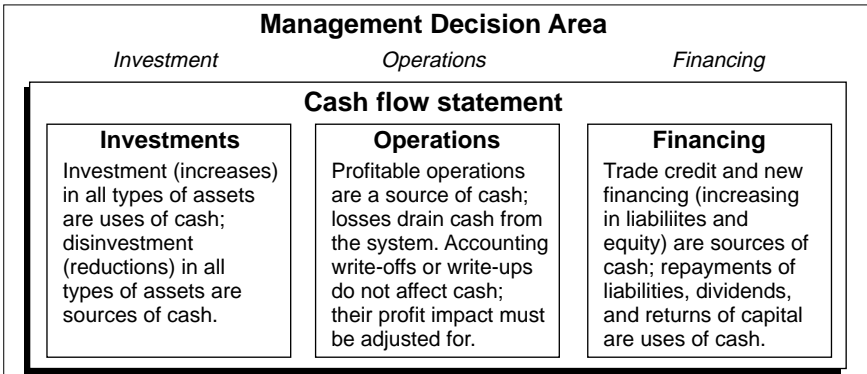 Management Decision Area
Investment Operations Financing
Cash flow statement
Investments
Investment (increases)
in all types of assets
are uses of cash;
disinvestment
(reductions) in all
types of assets are
sources of cash.
Operations
Profitable operations
are a source of cash;
losses drain cash from
the system. Accounting
write-offs or write-ups
do not affect cash;
their profit impact must
be adjusted for.
Financing
Trade credit and new
financing (increasing
in liabiliites and
equity) are sources of
cash; repayments of
liabilities, dividends,
and returns of capital
are uses of cash.